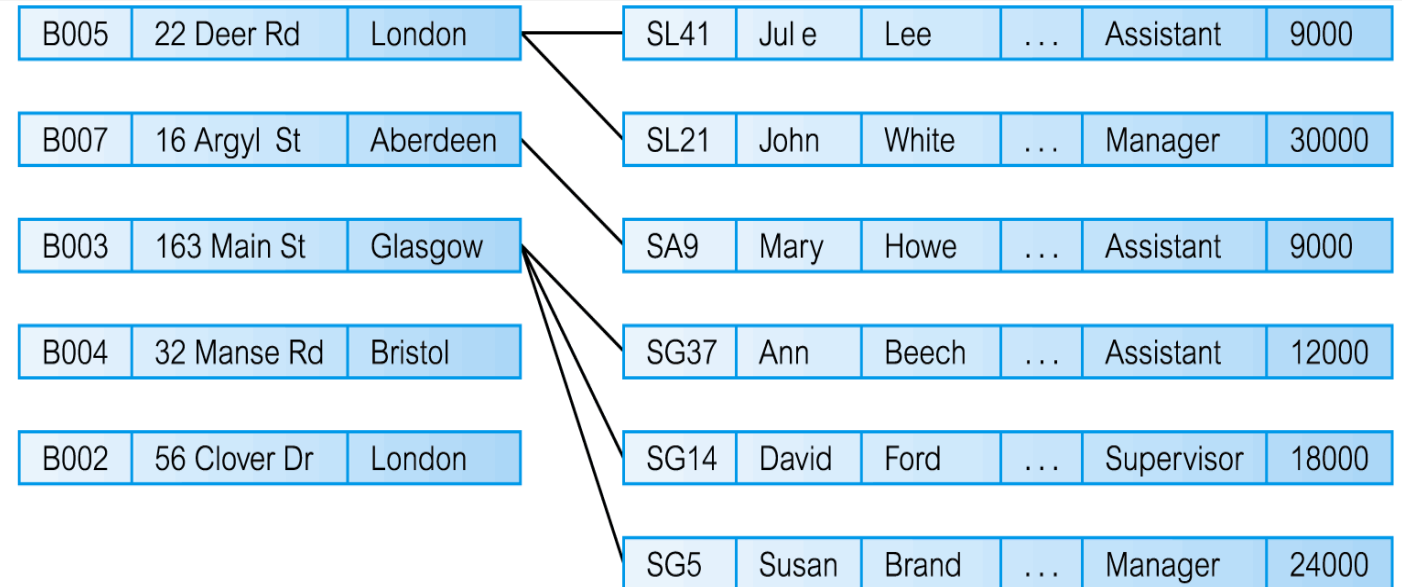 B005 22 Deer Rd London SL41 Jul e Lee ... Assistant 9000
B007 16 Argyl St Aberdeen SL21 John White ... Manager 30000
B003 163 Main St Glasgow SA9 Mary Howe ... Assistant 9000
B004 32 Manse Rd Bristol SG37 Ann Beech ... Assistant 12000
B002 56 Clover Dr London SG14 David Ford ... Supervisor 18000
SG5 Susan Brand ... Manager 24000